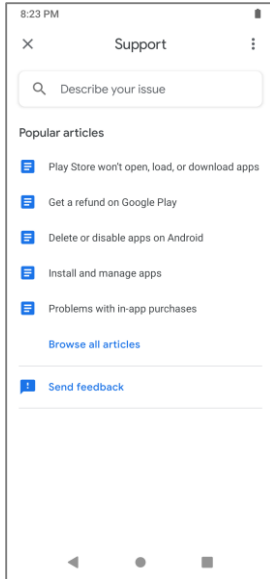 8:23 PM
Support
Describe your issue
Popular articles
Play Store won't open, load, or download apps
Get a refund on Google Play
Delete or disable apps on Android
Install and manage apps
Problems with in-app purchases
Browse all articles
Send feedback